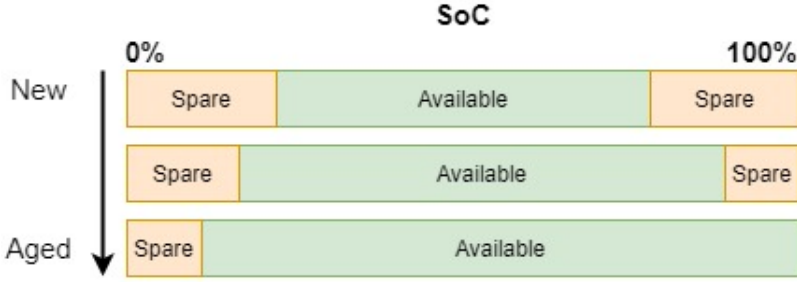 SoC
0% 100%
New Spare Available Spare
Spare Available Spare
Aged Spare Available